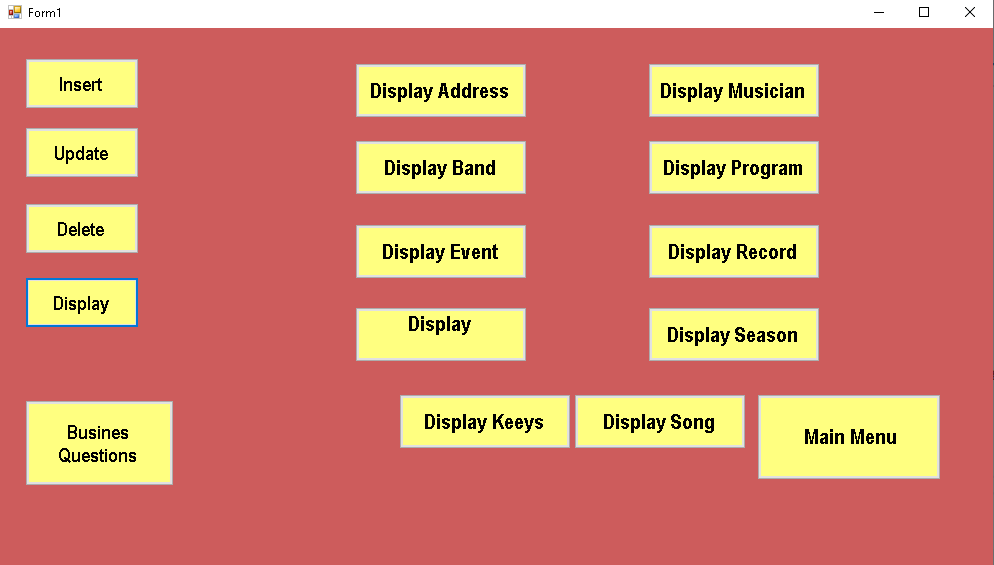 Form1
Insert
Update
Delete
Display
Busines
Questions
Display Address
Display Band
Display Event
Display
Display Musician
Display Program
Display Record
Display Season
Display Keeys
Display Song
Main Menu